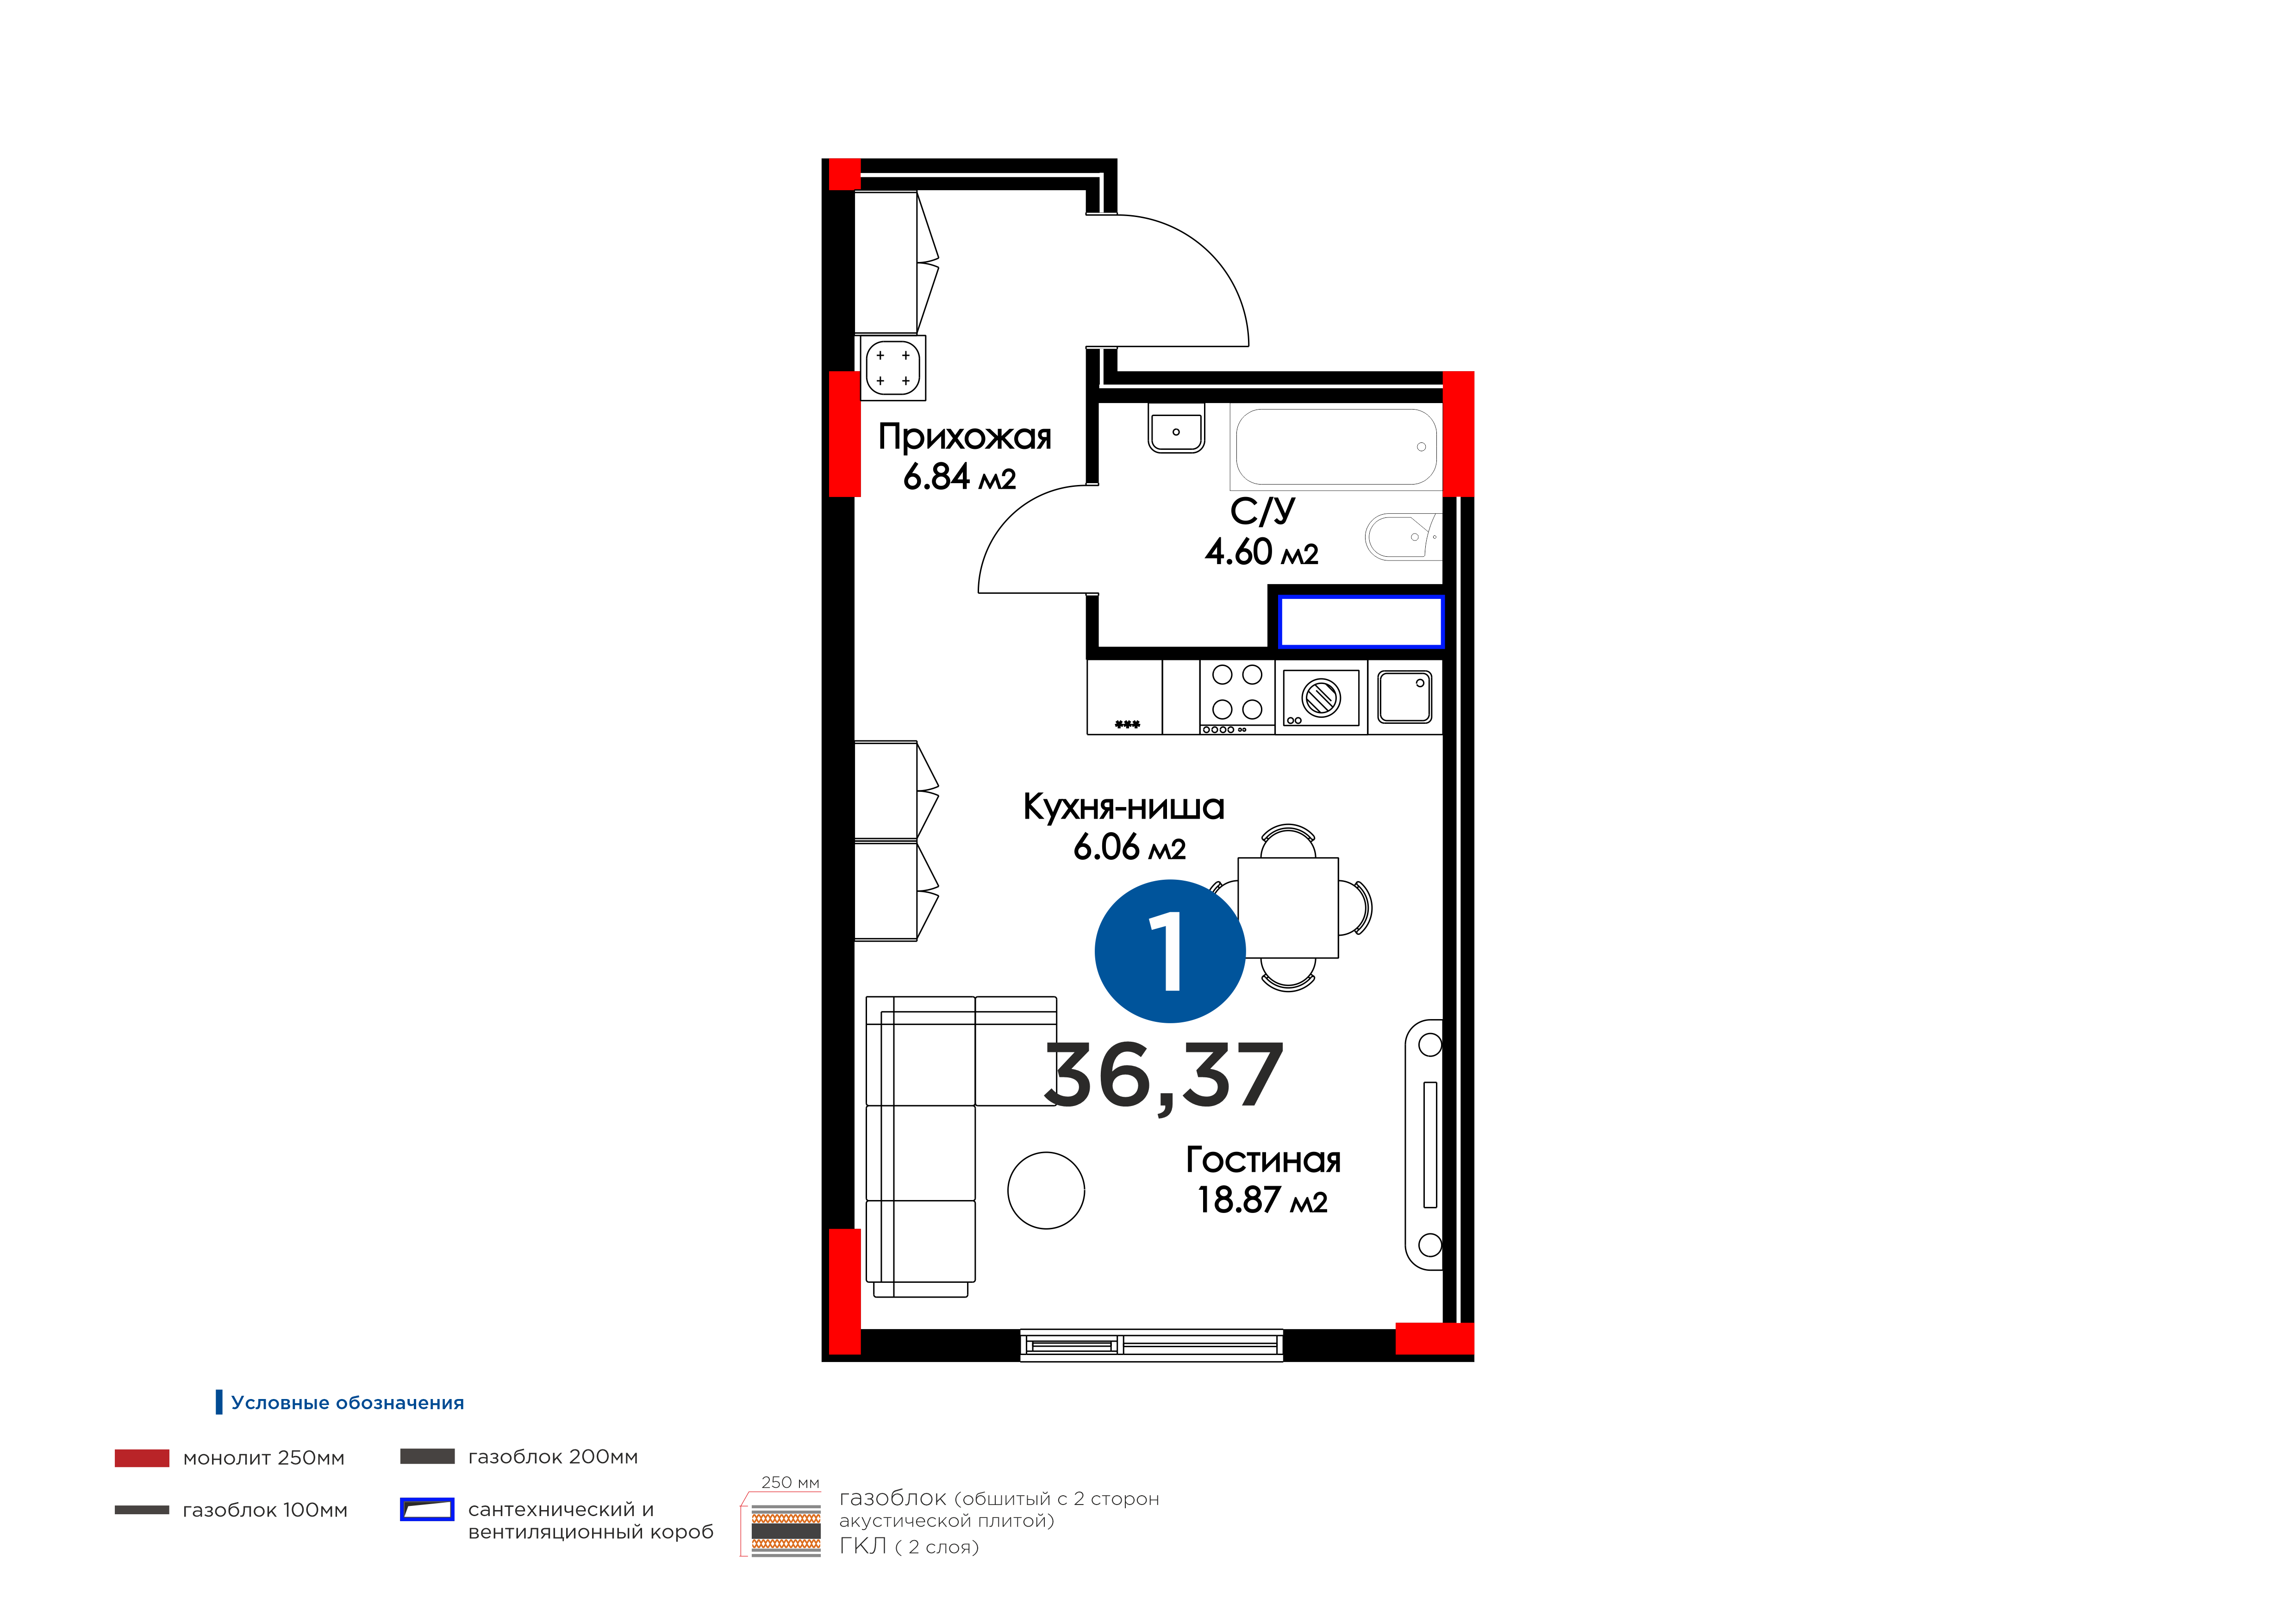 Прихожая
6.84 м2
С/У
4.60 м2
Кухня-ниша
6.06 м2
1
36,37
Гостиная
18.87 м2
Условные обозначения
монолит 250мм
газоблок 200мм
газоблок 100мм
сантехнический и
вентиляционный короб
250 мм
газоблок (обшитый с 2 сторон
акустической плитой)
ГКЛ ( 2 слоя)